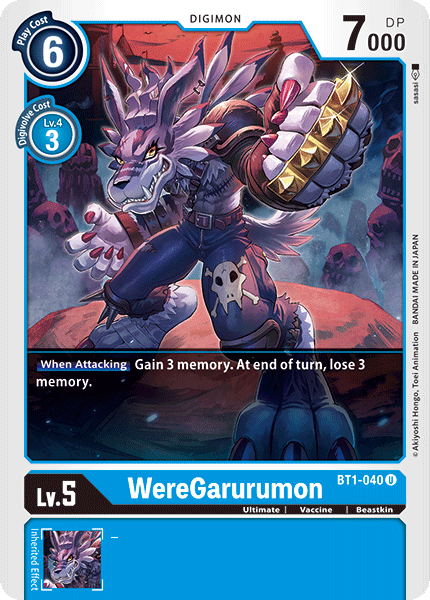 Play Cost
6
DIGIMON
7000
DP
Digivolve Cost
Lv.4
3
sasasi
When Attacking Gain 3 memory. At end of turn, lose 3
memory.
© Akiyoshi Hongo, Toei Animation BANDAI MADE IN JAPAN
Lv.5
WereGarurumon
BT1-040 U
Ultimate | Vaccine | Beastkin
Inherited Effect
–